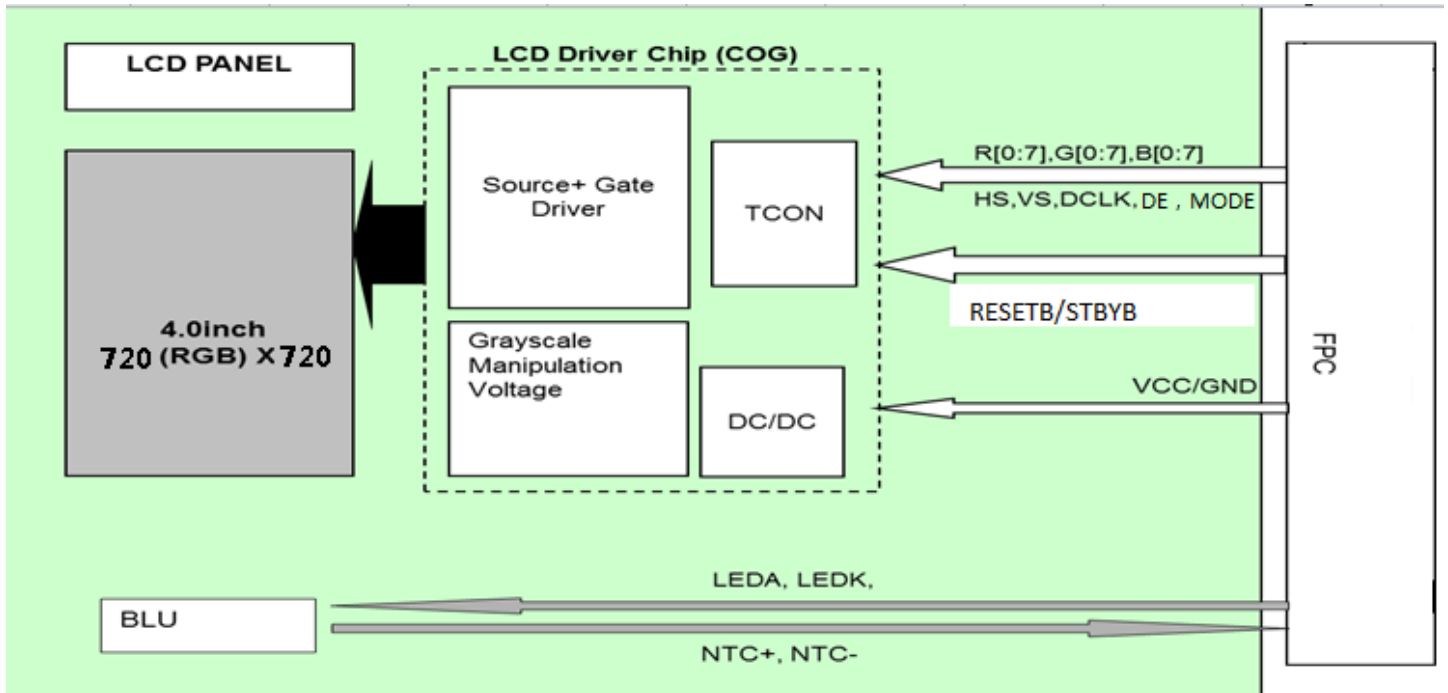 LCD PANEL
LCD Driver Chip (COG)
Source+ Gate
Driver
TCON
R[0:7],G[0:7],B[0:7]
HS,VS,DCLK, DE , MODE
RESETB/STBYB
4.0inch
720 (RGB) X 720
Grayscale
Manipulation
Voltage
DC/DC
VCC/GND
FPC
LEDA, LEDK,
BLU
NTC+, NTC-